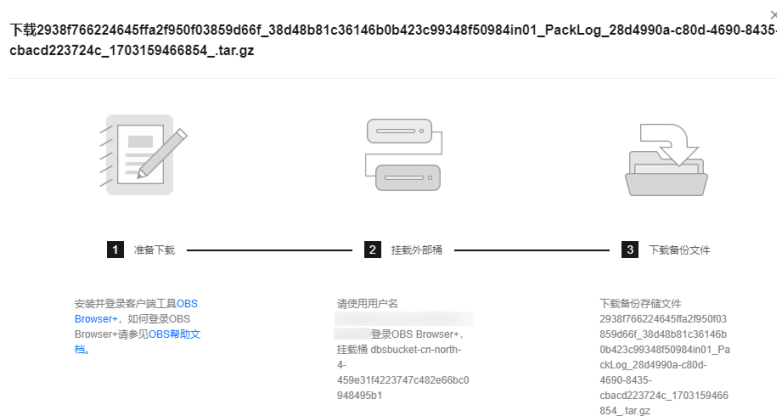 下载2938f766224645ffa2f950f03859d66f_38d48b81c36146b0b423c99348f50984in01_PackLog_28d4990a-c80d-4690-8435-
cbacd223724c_1703159466854_.tar.gz
1 准备下载
2 挂载外部桶
3 下载备份文件
安装并登录客户端工具OBS
Browser+，如何登录OBS
Browser+请参见OBS帮助文
档。
请使用用户名
登录OBS Browser+，
挂载桶 dbsbucket-cn-north-
4-
459e31f4223747c482e66bc0
948495b1
下载备份存储文件
2938f766224645ffa2f950f03
859d66f_38d48b81c36146b
0b423c99348f50984in01_Pa
ckLog_28d4990a-c80d-
4690-8435-
cbacd223724c_170315946​6
854_.tar.gz